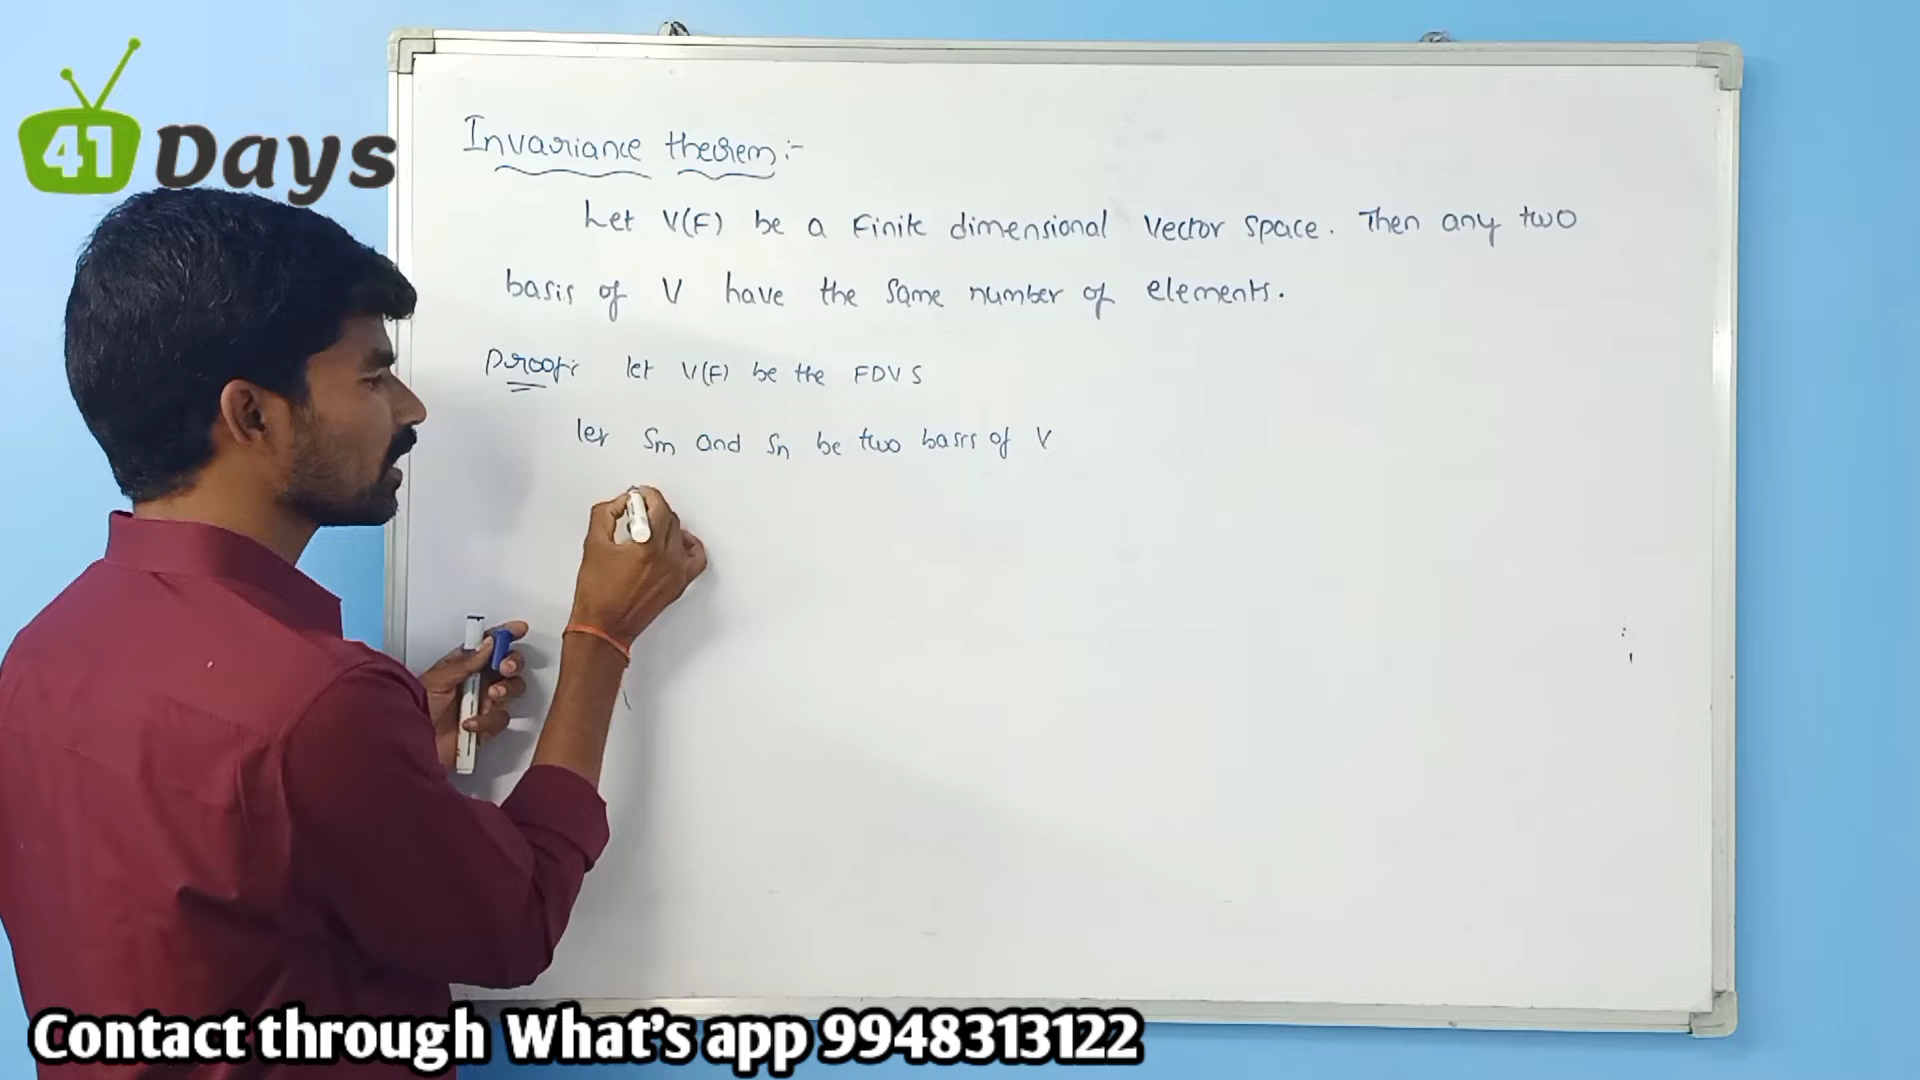 41 Days
Invariance theorem:-
Let V(F) be a Finite dimensional Vector space. Then any two
basis of V have the same number of elements.
Proof: let V(F) be the FDVS
let Sm and Sn be two basis of V
Contact through What's app 9948313122